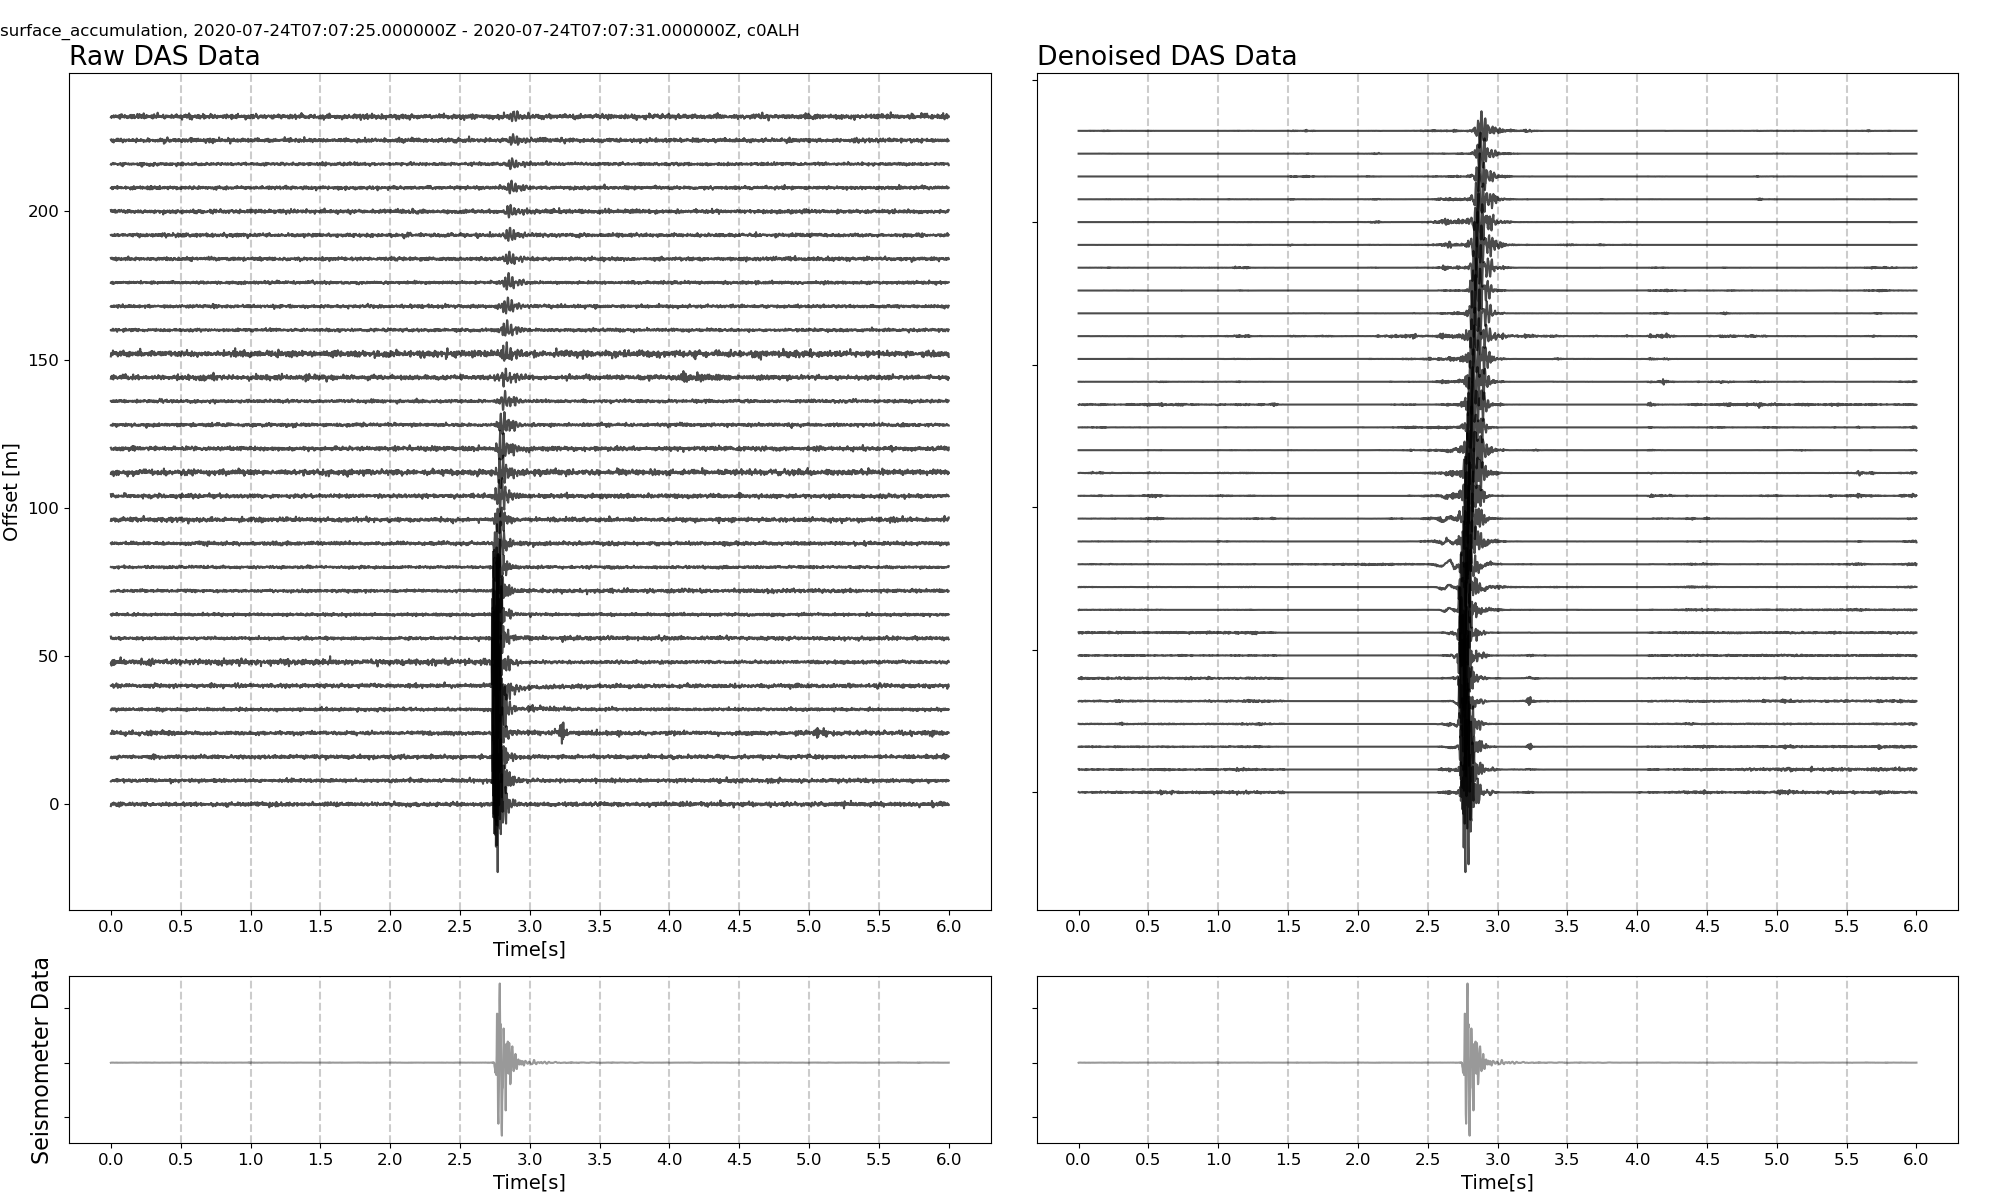 surface_accumulation, 2020-07-24T07:07:25.000000Z - 2020-07-24T07:07:31.000000Z, c0ALH
Raw DAS Data
Denoised DAS Data
Offset [m]
200
150
100
50
0
0.0 0.5 1.0 1.5 2.0 2.5 3.0 3.5 4.0 4.5 5.0 5.5 6.0
Time[s]
0.0 0.5 1.0 1.5 2.0 2.5 3.0 3.5 4.0 4.5 5.0 5.5 6.0
Seismometer Data
0.0 0.5 1.0 1.5 2.0 2.5 3.0 3.5 4.0 4.5 5.0 5.5 6.0
Time[s]
0.0 0.5 1.0 1.5 2.0 2.5 3.0 3.5 4.0 4.5 5.0 5.5 6.0
Time[s]